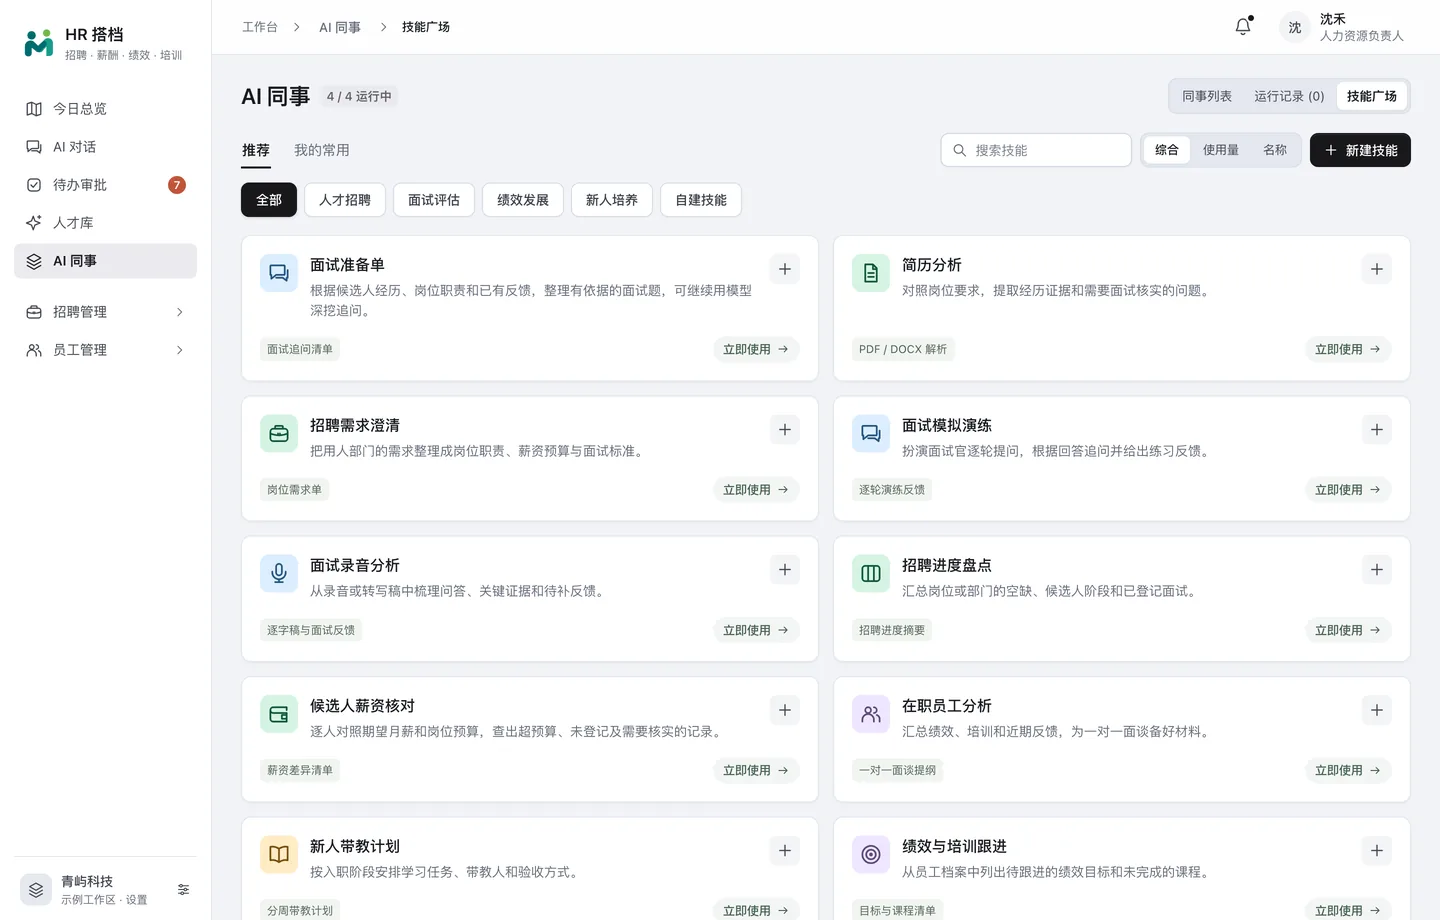 HR 搭档
招聘 · 薪酬 · 绩效 · 培训
今日总览
AI 对话
待办审批
7
人才库
AI 同事
招聘管理
员工管理
青屿科技
示例工作区 · 设置
工作台 > AI 同事 > 技能广场
沈
沈禾
人力资源负责人
AI 同事
4 / 4 运行中
同事列表
运行记录 (0)
技能广场
推荐
我的常用
搜索技能
综合
使用量
名称
新建技能
全部
人才招聘
面试评估
绩效发展
新人培养
自建技能
面试准备单
根据候选人经历、岗位职责和已有反馈，整理有依据的面试题，可继续用模型
深挖追问。
面试追问清单
立即使用
简历分析
对照岗位要求，提取经历证据和需要面试核实的问题。
PDF / DOCX 解析
立即使用
招聘需求澄清
把用人部门的需求整理成岗位职责、薪资预算与面试标准。
岗位需求单
立即使用
面试模拟演练
扮演面试官逐轮提问，根据回答追问并给出练习反馈。
逐轮演练反馈
立即使用
面试录音分析
从录音或转写稿中梳理问答、关键证据和待补反馈。
逐字稿与面试反馈
立即使用
招聘进度盘点
汇总岗位或部门的空缺、候选人阶段和已登记面试。
招聘进度摘要
立即使用
候选人薪资核对
逐人对照期望月薪和岗位预算，查出超预算、未登记及需要核实的记录。
薪资差异清单
立即使用
在职员工分析
汇总绩效、培训和近期反馈，为一对一面谈备好材料。
一对一面谈提纲
立即使用
新人带教计划
按入职阶段安排学习任务、带教人和验收方式。
分周带教计划
立即使用
绩效与培训跟进
从员工档案中列出待跟进的绩效目标和未完成的课程。
目标与课程清单
立即使用